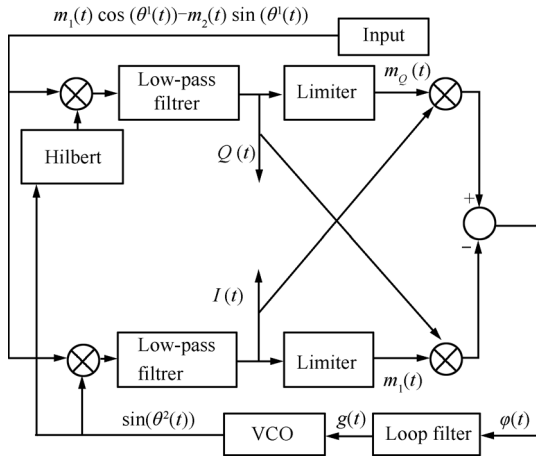 m₁(t) cos (θ¹(t))−m₂(t) sin (θ¹(t))
Input
Low-pass
filtrer
Limiter
m_Q (t)
Hilbert
Q(t)
+
−
I(t)
Low-pass
filtrer
Limiter
m₁(t)
sin(θ²(t))
VCO
g(t)
Loop filter
φ(t)